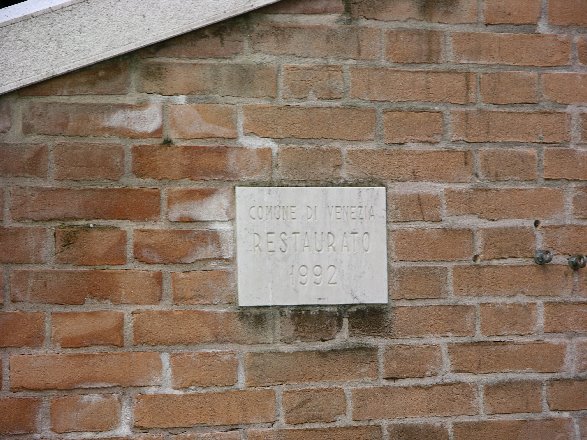 COMUNE DI VENEZIA
RESTAURATO
1992